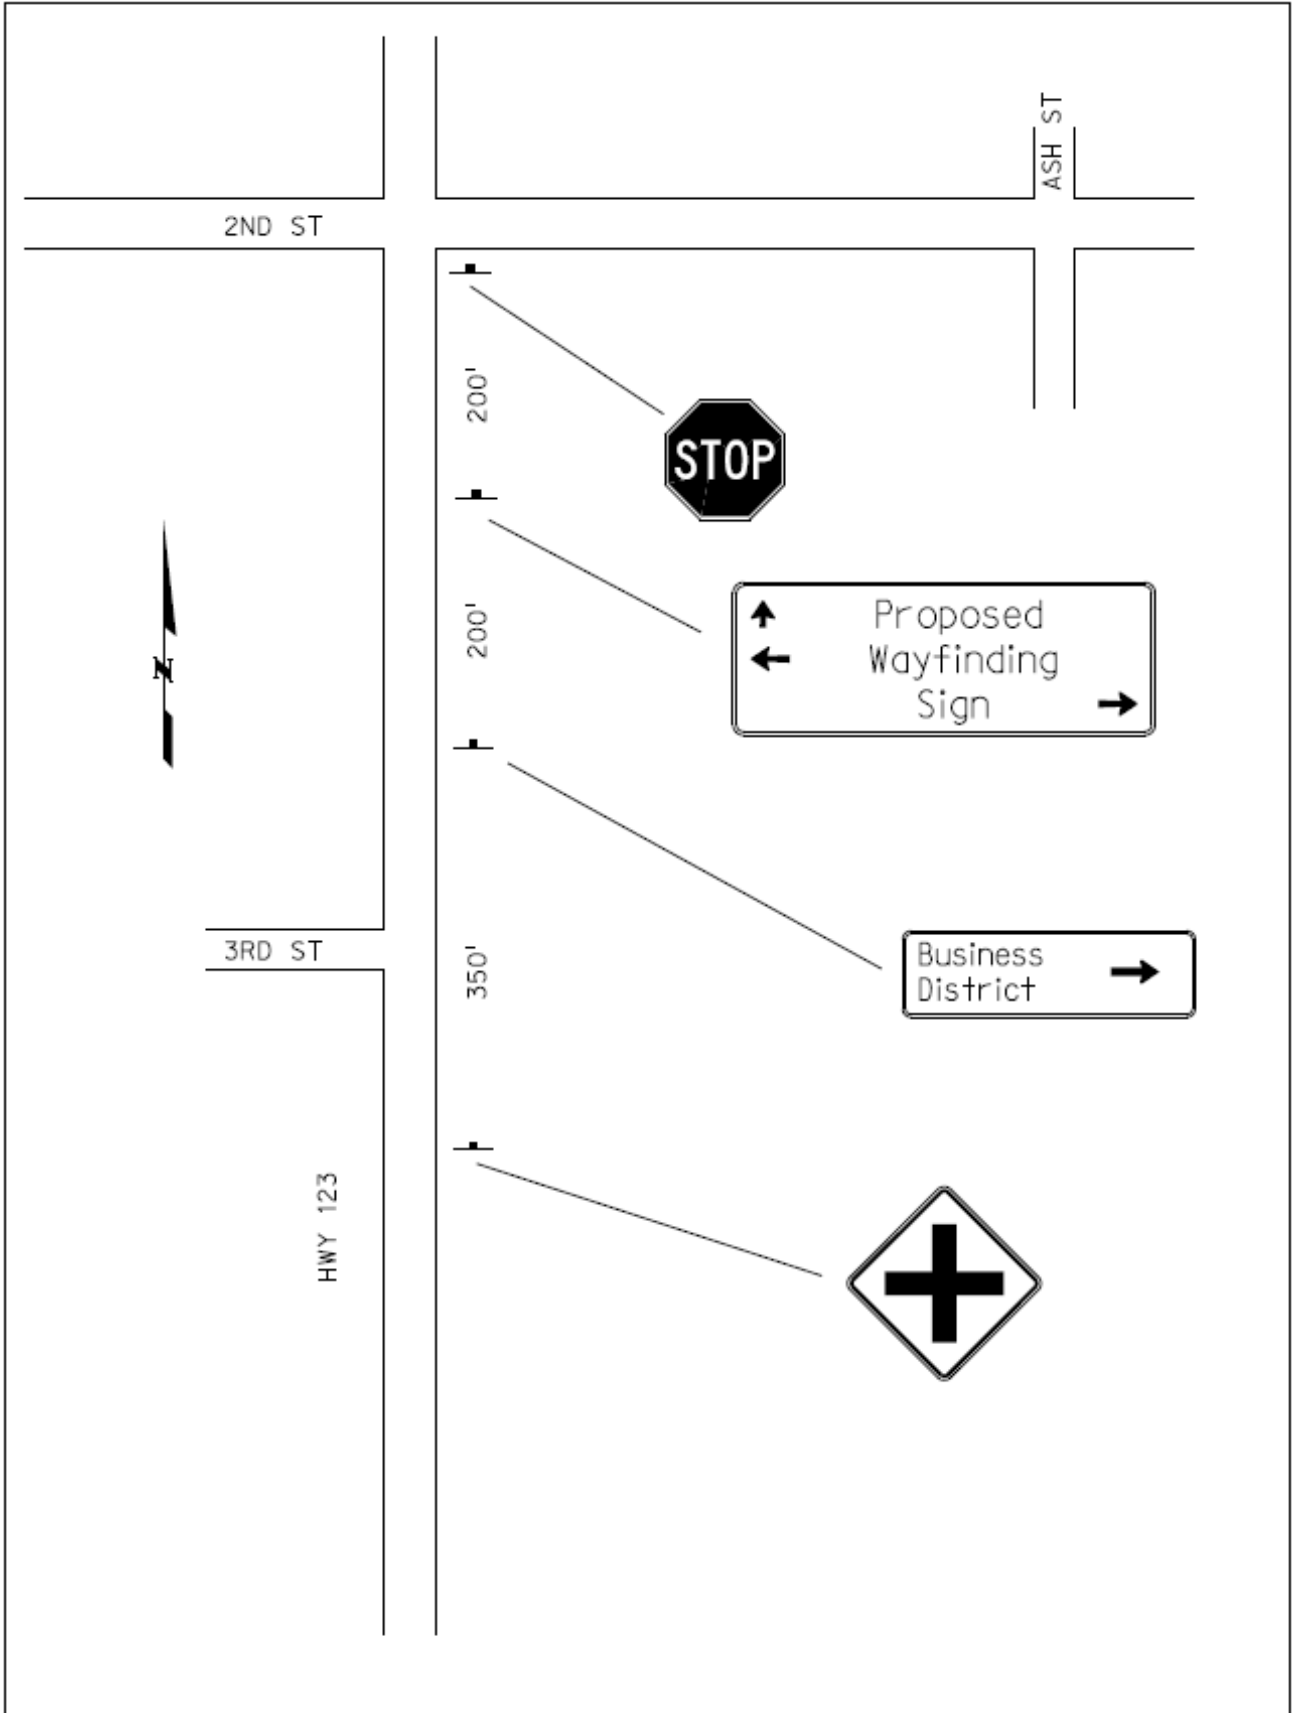 ASH ST
2ND ST
200'
STOP
200'
Proposed
Wayfinding
Sign
N
3RD ST
350'
Business
District
HWY 123